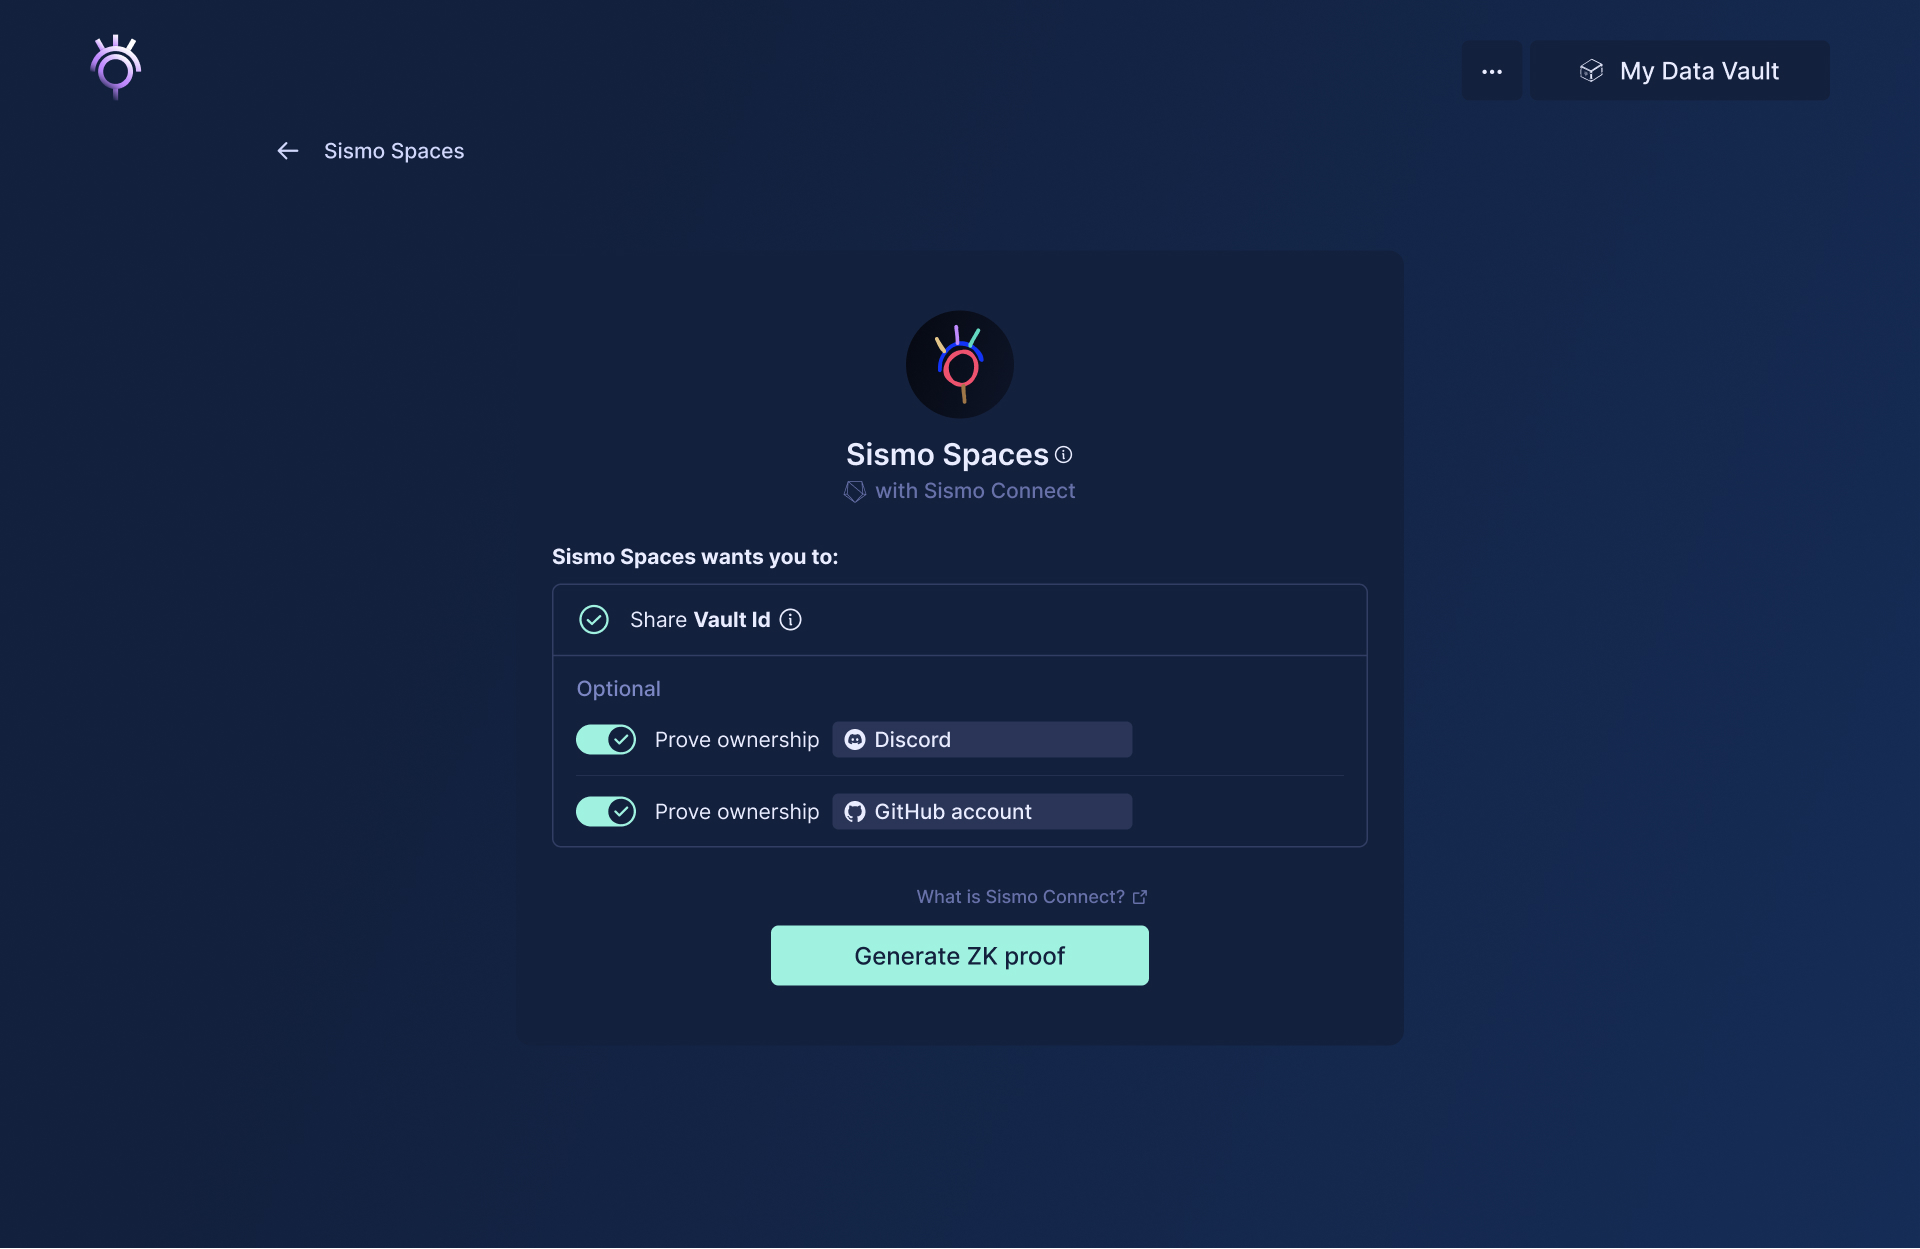 My Data Vault
Sismo Spaces
Sismo Spaces
with Sismo Connect
Sismo Spaces wants you to:
Share Vault Id
Optional
Prove ownership Discord
Prove ownership GitHub account
What is Sismo Connect?
Generate ZK proof